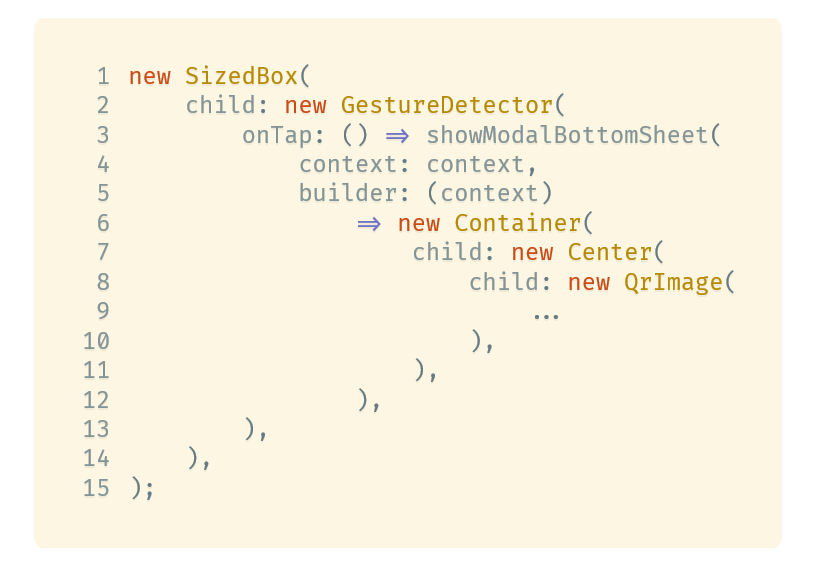 1 new SizedBox(
2     child: new GestureDetector(
3         onTap: () => showModalBottomSheet(
4             context: context,
5             builder: (context)
6                 => new Container(
7                     child: new Center(
8                         child: new QrImage(
9                             ...
10                         ),
11                     ),
12                 ),
13         ),
14     ),
15 );